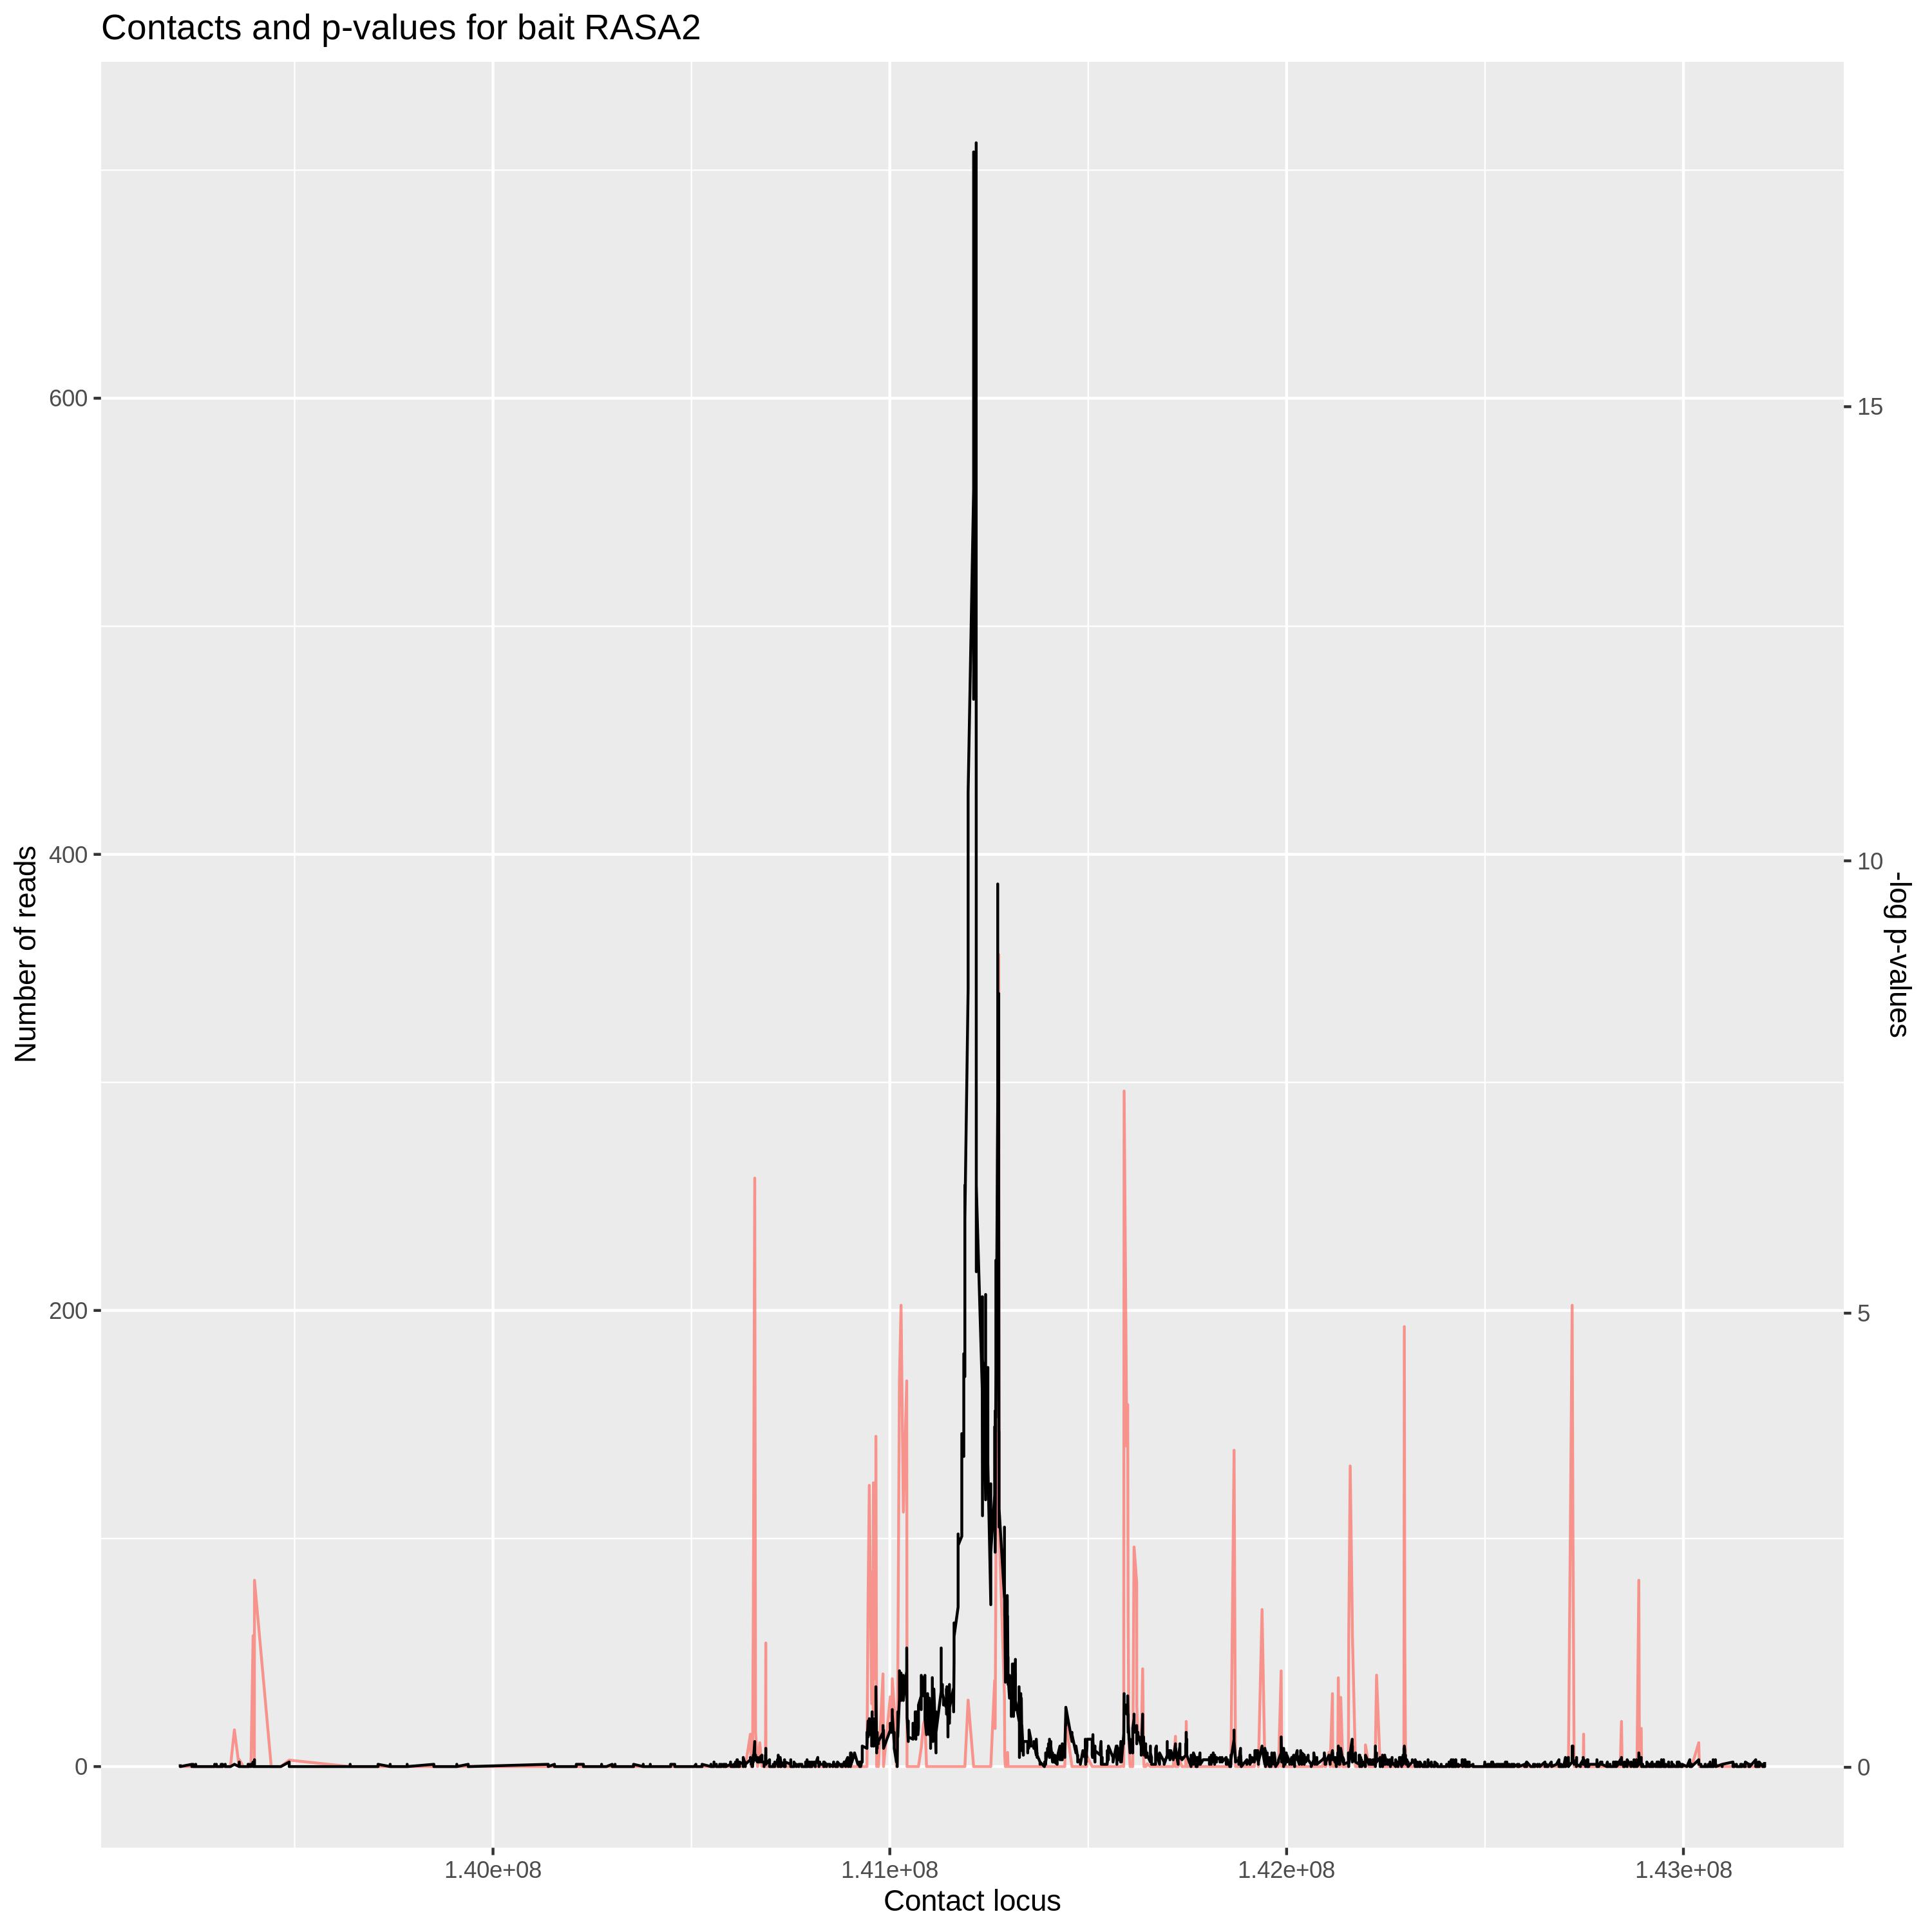 Contacts and p-values for bait RASA2
600
400
200
0
Number of reads
15
10
5
0
-log p-values
1.40e+08
1.41e+08
1.42e+08
1.43e+08
Contact locus